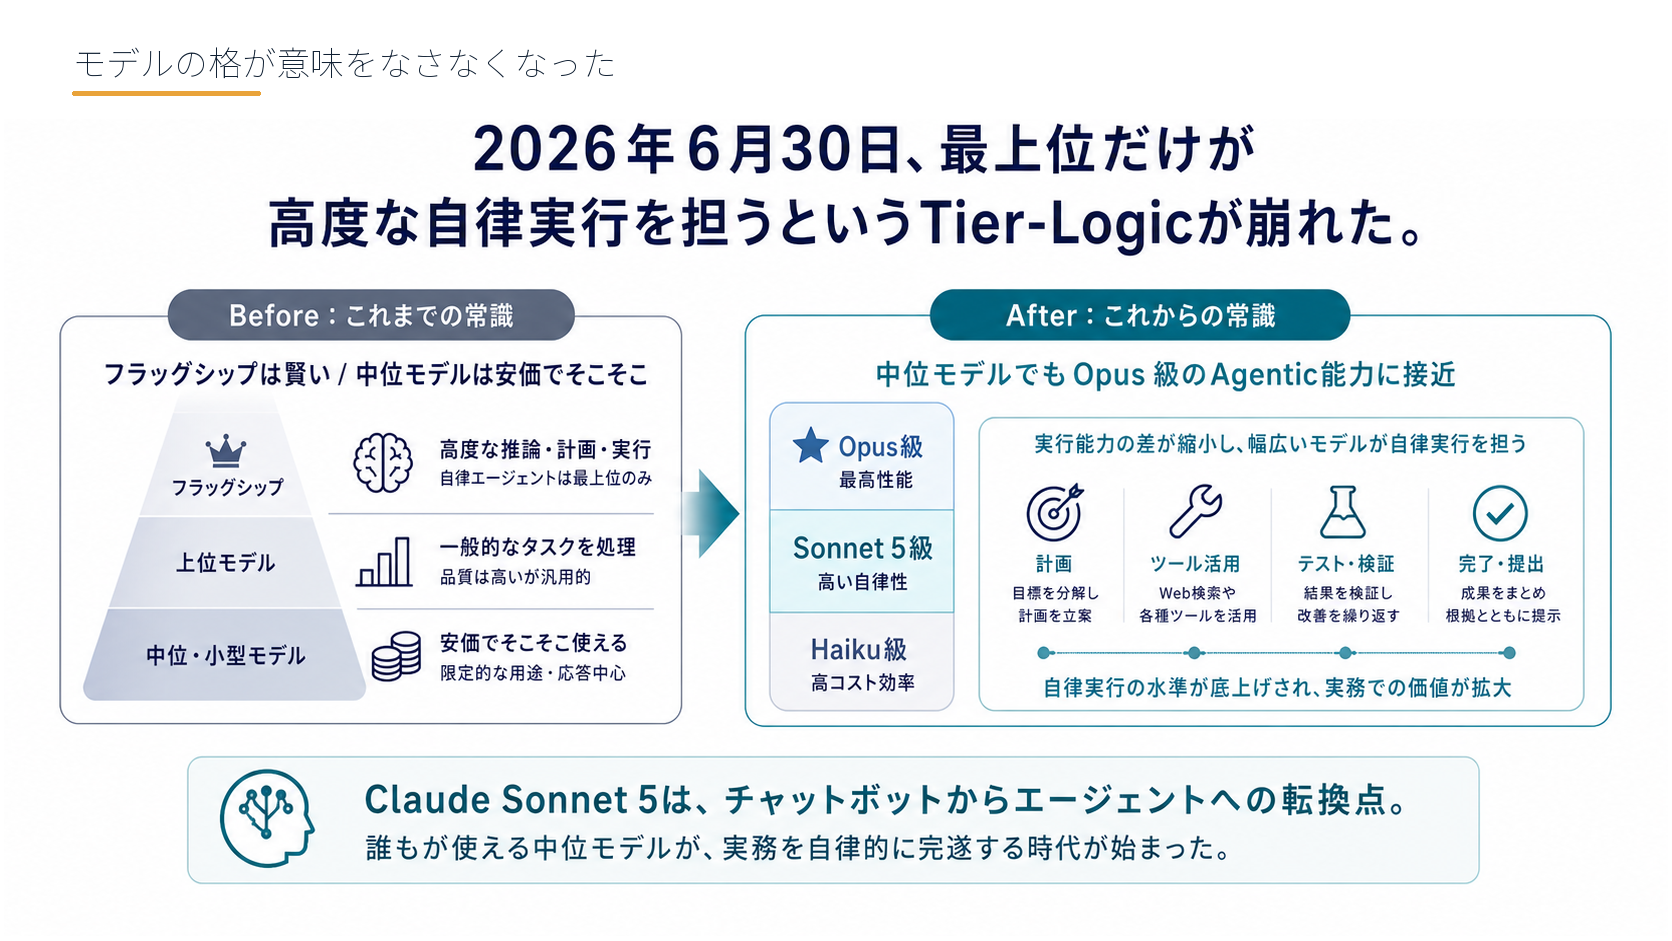 モデルの格が意味をなさなくなった
2026年6月30日、最上位だけが
高度な自律実行を担うというTier-Logicが崩れた。
Before：これまでの常識
フラッグシップは賢い / 中位モデルは安価でそこそこ
フラッグシップ
高度な推論・計画・実行
自律エージェントは最上位のみ
上位モデル
一般的なタスクを処理
品質は高いが汎用的
中位・小型モデル
安価でそこそこ使える
限定的な用途・応答中心
After：これからの常識
中位モデルでも Opus 級のAgentic能力に接近
Opus級
最高性能
Sonnet 5級
高い自律性
Haiku級
高コスト効率
実行能力の差が縮小し、幅広いモデルが自律実行を担う
計画
目標を分解し
計画を立案
ツール活用
Web検索や
各種ツールを活用
テスト・検証
結果を検証し
改善を繰り返す
完了・提出
成果をまとめ
根拠とともに提示
自律実行の水準が底上げされ、実務での価値が拡大
Claude Sonnet 5は、チャットボットからエージェントへの転換点。
誰もが使える中位モデルが、実務を自律的に完遂する時代が始まった。